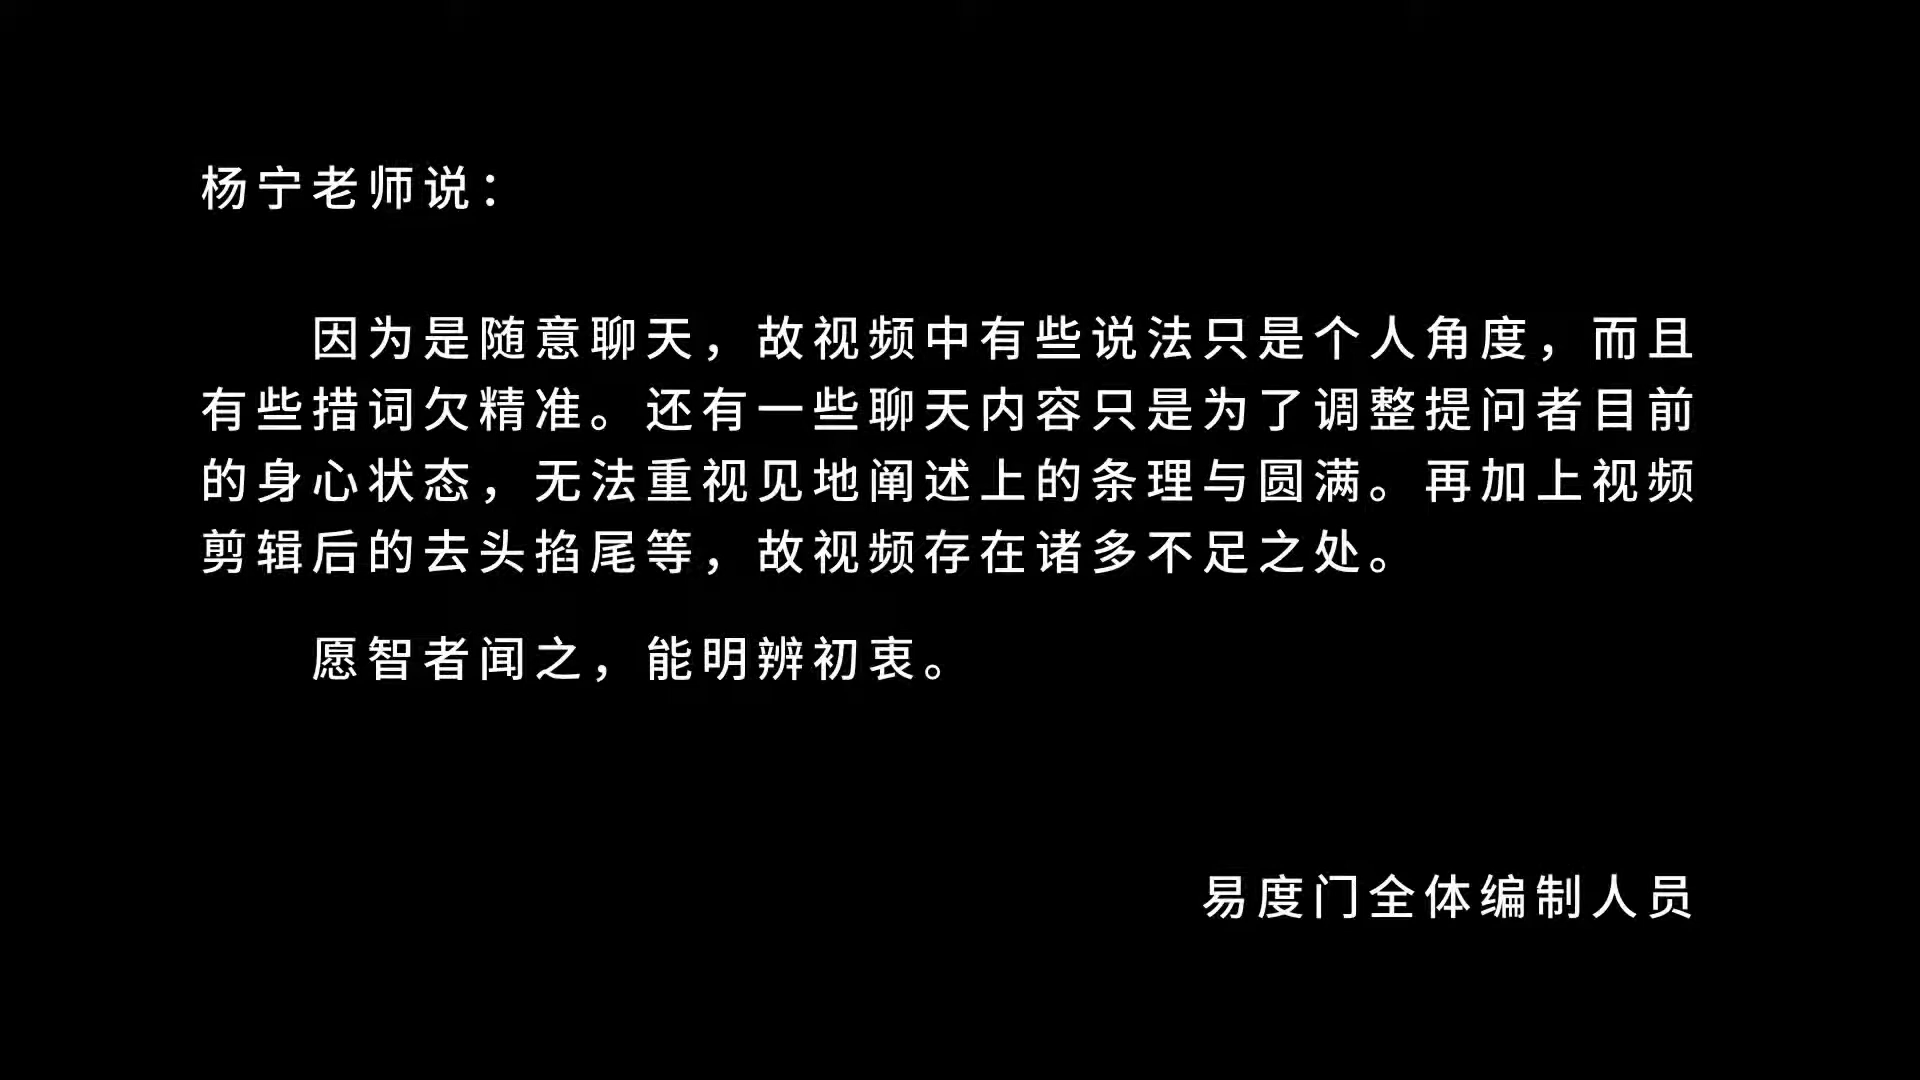 杨宁老师说：
因为是随意聊天，故视频中有些说法只是个人角度，而且
有些措词欠精准。还有一些聊天内容只是为了调整提问者目前
的身心状态，无法重视见地阐述上的条理与圆满。再加上视频
剪辑后的去头掐尾等，故视频存在诸多不足之处。
愿智者闻之，能明辨初衷。
易度门全体编制人员